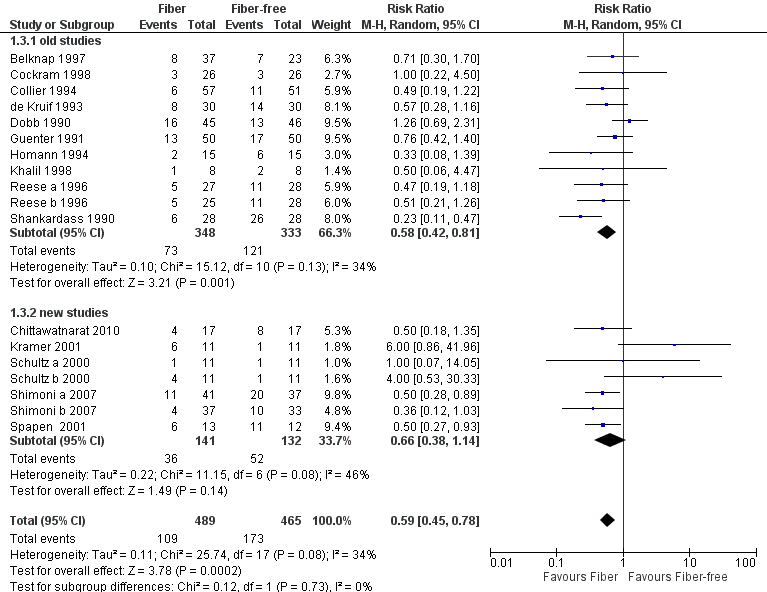 Fiber Fiber-free Risk Ratio Risk Ratio
Study or Subgroup Events Total Events Total Weight M-H, Random, 95% CI M-H, Random, 95% CI
1.3.1 old studies
Belknap 1997 8 37 7 23 6.3% 0.71 [0.30, 1.70]
Cockram 1998 3 26 3 26 2.7% 1.00 [0.22, 4.50]
Collier 1994 6 57 11 51 5.8% 0.49 [0.19, 1.22]
de Kruif 1993 8 30 14 30 8.0% 0.57 [0.28, 1.16]
Dobb 1990 16 45 13 46 9.3% 1.26 [0.69, 2.31]
Guenter 1991 13 50 17 50 9.5% 0.76 [0.42, 1.40]
Homann 1994 2 15 6 15 3.0% 0.33 [0.08, 1.39]
Khalil 1998 1 8 2 8 1.7% 0.50 [0.06, 4.47]
Reese a 1996 5 27 11 28 5.9% 0.47 [0.19, 1.18]
Reese b 1996 5 25 11 28 6.0% 0.51 [0.21, 1.26]
Shankardass 1990 6 28 26 28 8.0% 0.23 [0.11, 0.47]
Subtotal (95% CI) 348 333 66.3% 0.58 [0.42, 0.81]
Total events 73 121
Heterogeneity: Tau² = 0.10; Chi² = 15.12, df = 10 (P = 0.13); I² = 34%
Test for overall effect: Z = 3.21 (P = 0.001)
1.3.2 new studies
Chittawatnarat 2010 4 17 8 17 5.3% 0.50 [0.18, 1.35]
Kramer 2001 6 11 1 11 1.8% 6.00 [0.86, 41.96]
Schultz a 2000 1 11 1 11 1.0% 1.00 [0.07, 14.05]
Schultz b 2000 4 11 1 11 1.6% 4.00 [0.53, 30.33]
Shimoni a 2007 11 41 20 37 9.8% 0.50 [0.28, 0.89]
Shimoni b 2007 4 37 10 33 4.8% 0.36 [0.12, 1.03]
Spapen 2001 6 13 11 12 9.4% 0.50 [0.27, 0.93]
Subtotal (95% CI) 141 132 33.7% 0.66 [0.38, 1.14]
Total events 36 52
Heterogeneity: Tau² = 0.22; Chi² = 11.15, df = 6 (P = 0.08); I² = 46%
Test for overall effect: Z = 1.49 (P = 0.14)
Total (95% CI) 489 465 100.0% 0.59 [0.45, 0.78]
Total events 109 173
Heterogeneity: Tau² = 0.11; Chi² = 25.74, df = 17 (P = 0.08); I² = 34%
Test for overall effect: Z = 3.78 (P = 0.0002)
Test for subgroup differences: Chi² = 0.12, df = 1 (P = 0.73), I² = 0%
0.01 0.1 1 10 100
Favours Fiber Favours Fiber-free